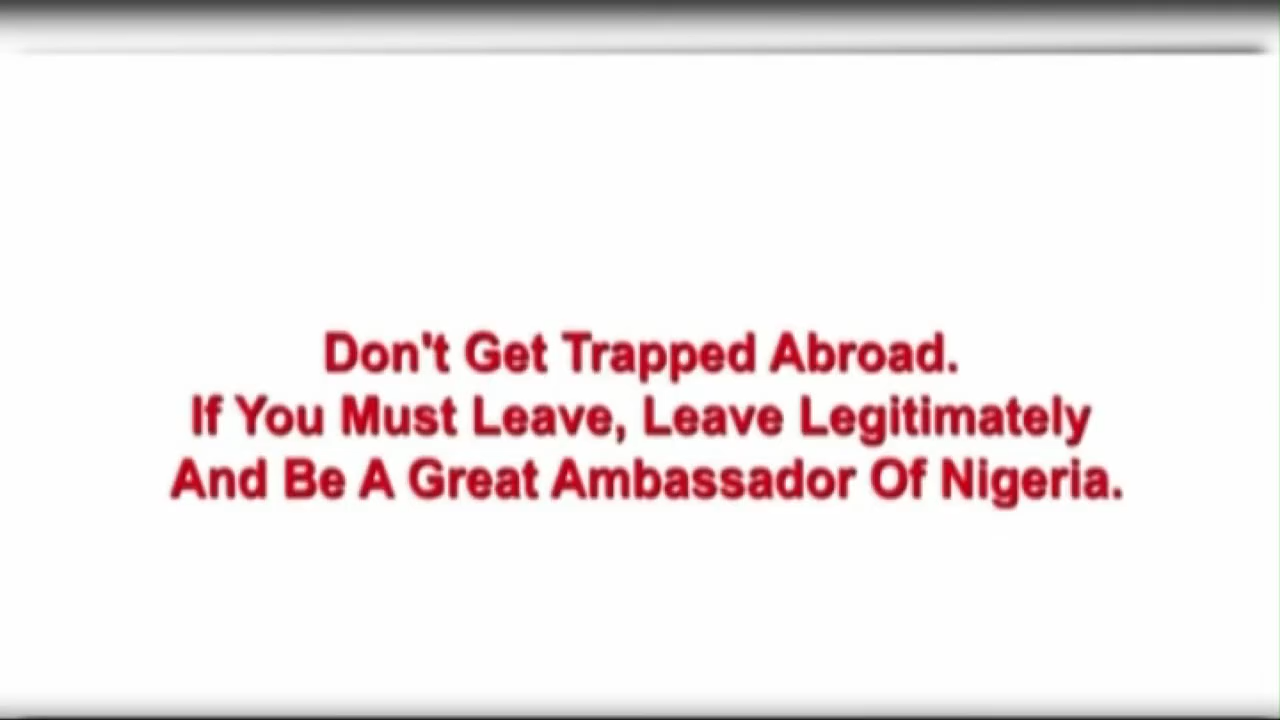 Don't Get Trapped Abroad.
If You Must Leave, Leave Legitimately
And Be A Great Ambassador Of Nigeria.